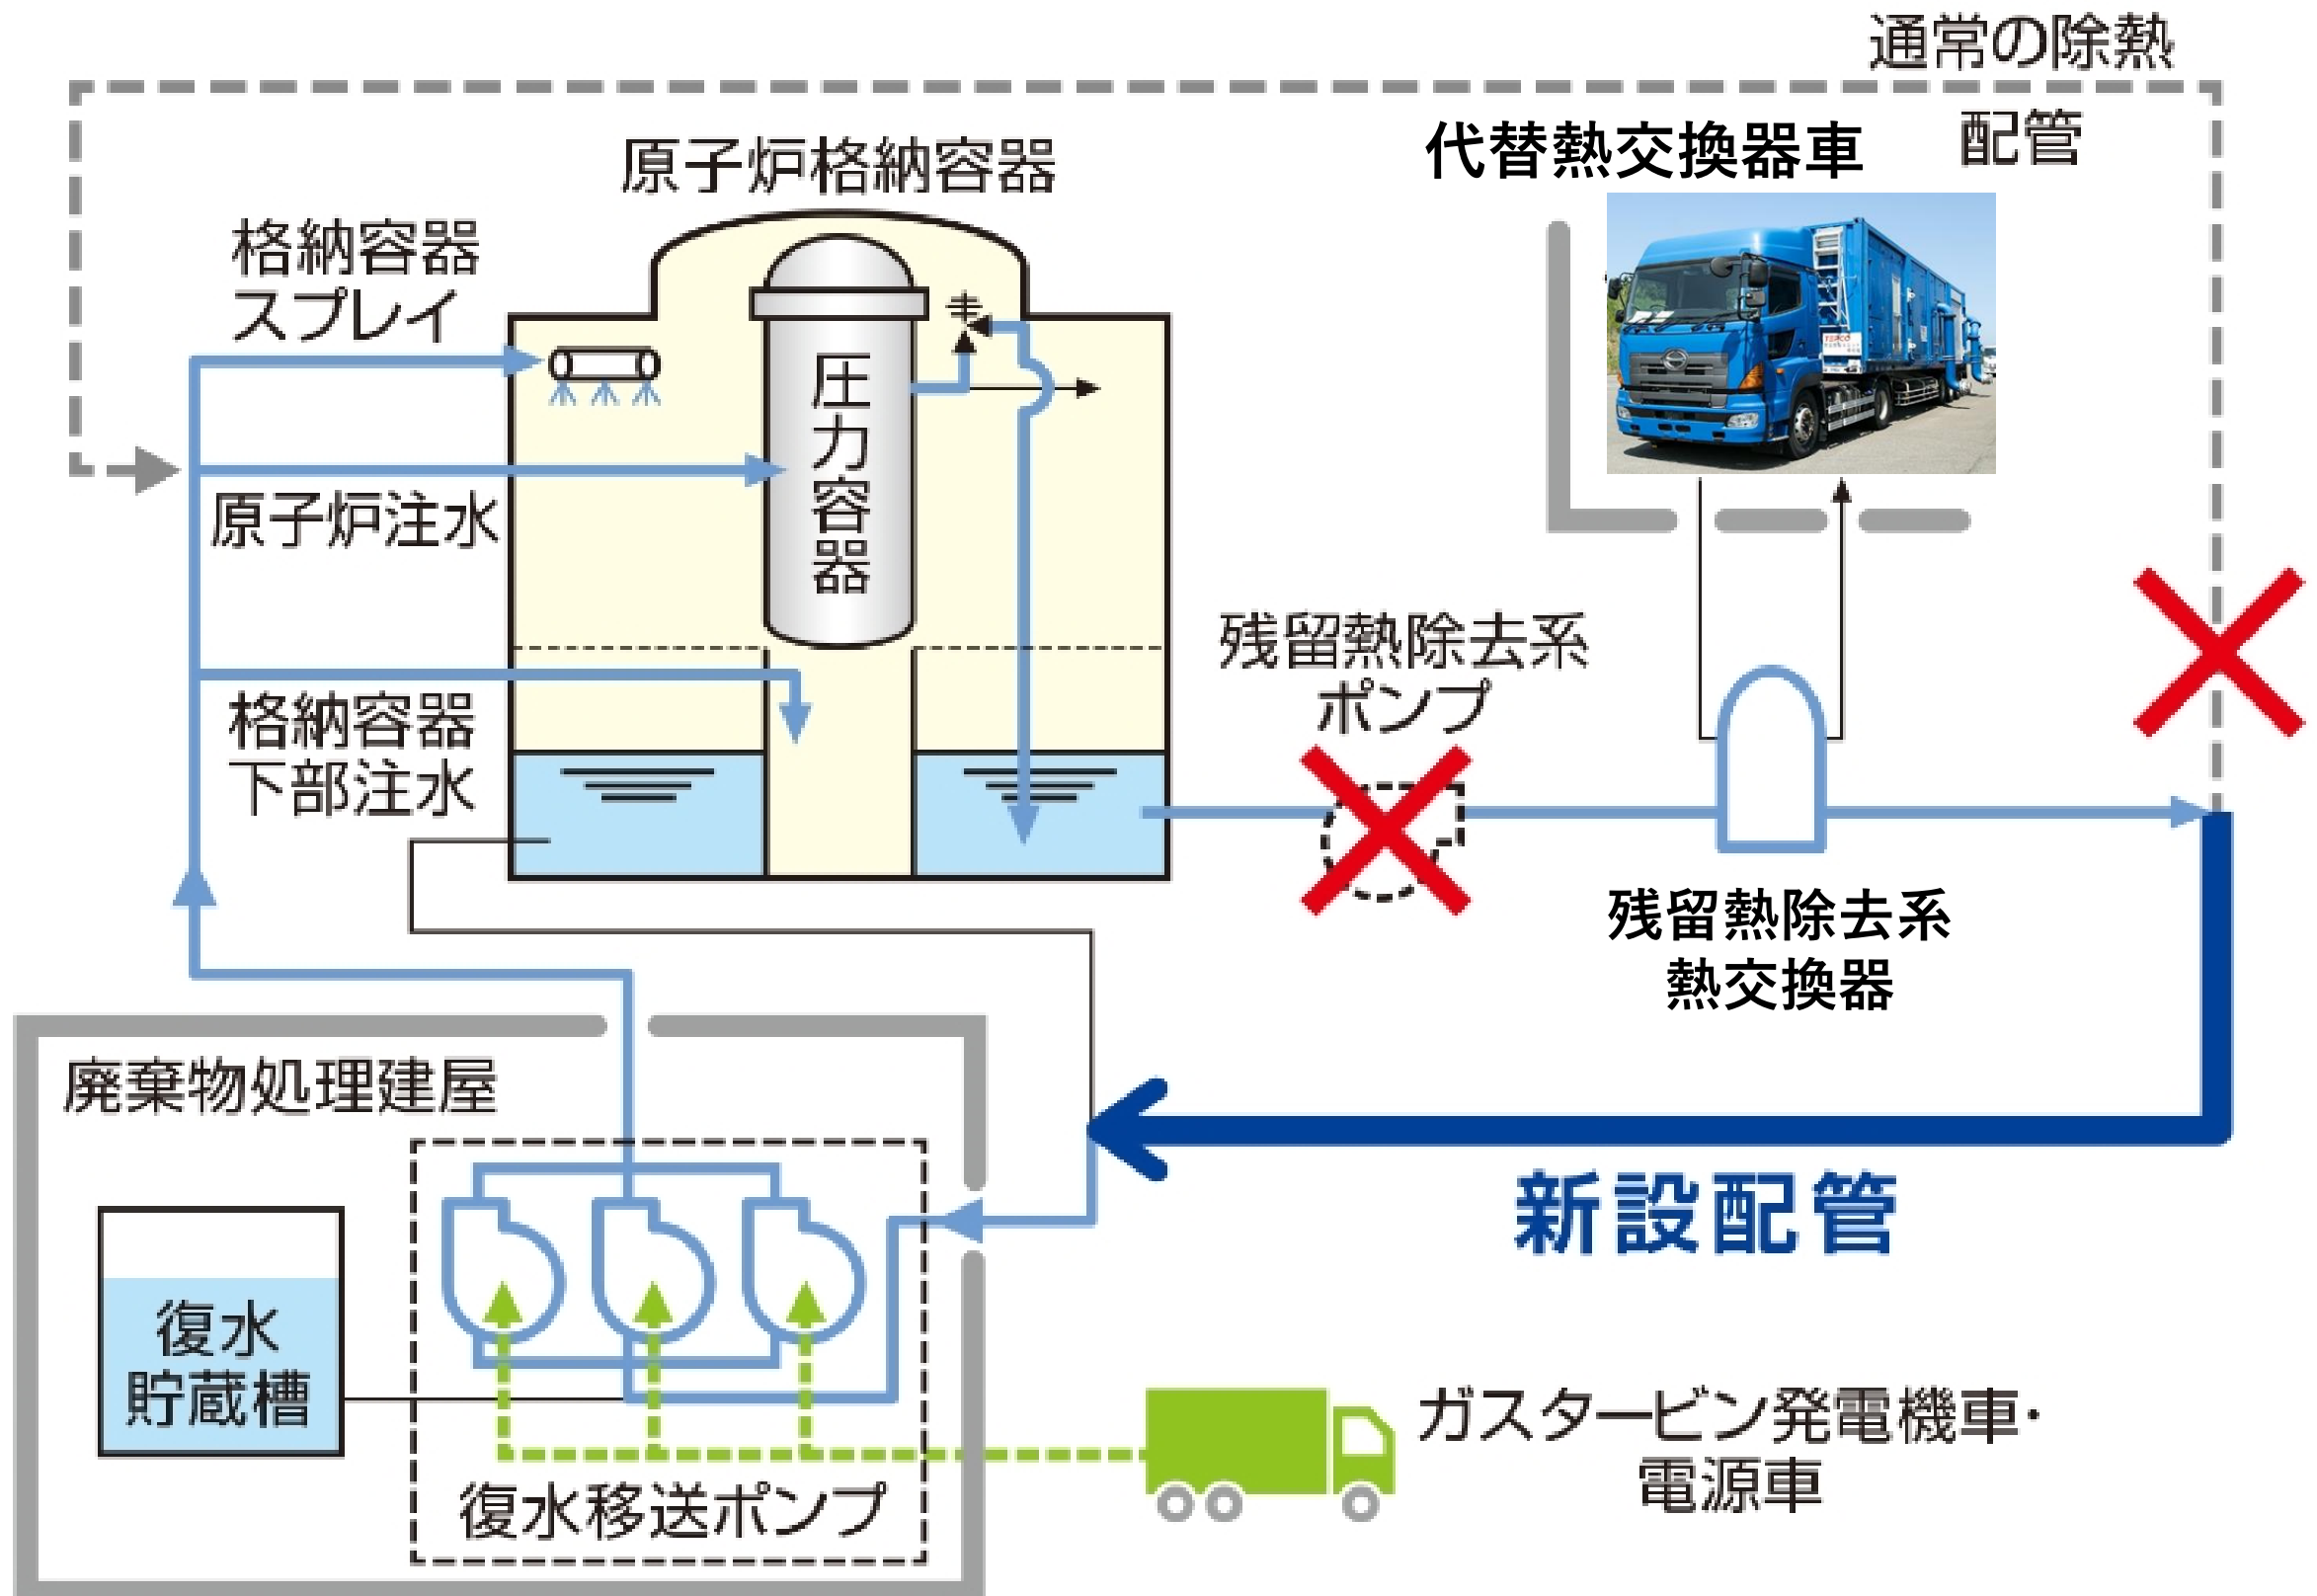 通常の除熱
配管
代替熱交換器車
原子炉格納容器
格納容器
スプレイ
TEPCO
圧力容器
原子炉注水
残留熱除去系
ポンプ
格納容器
下部注水
残留熱除去系
熱交換器
廃棄物処理建屋
新設配管
復水
貯蔵槽
ガスタービン発電機車・
電源車
復水移送ポンプ